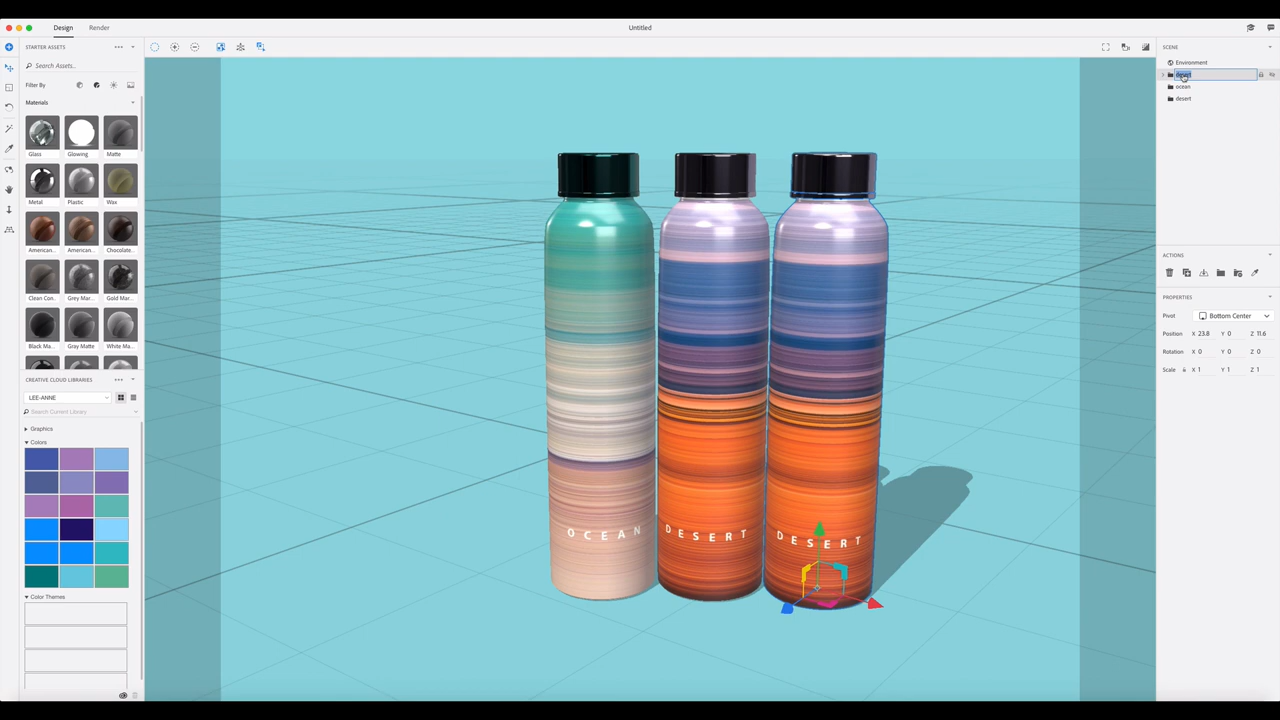 Design
Render
Untitled
STARTER ASSETS
Search Assets...
Filter By
Materials
Glass
Glowing
Matte
Metal
Plastic
Wax
American...
American...
Chocolate...
Clean Con...
Grey Mar...
Gold Mar...
Black Ma...
Gray Matte
White Ma...
CREATIVE CLOUD LIBRARIES
LEE-ANNE
Search Current Library
Graphics
Colors
Color Themes
OCEAN
DESERT
DESERT
SCENE
Environment
desert
ocean
desert
ACTIONS
PROPERTIES
Pivot Bottom Center
Position X 23.8 Y 0 Z 11.6
Rotation X 0 Y 0 Z 0
Scale X 1 Y 1 Z 1